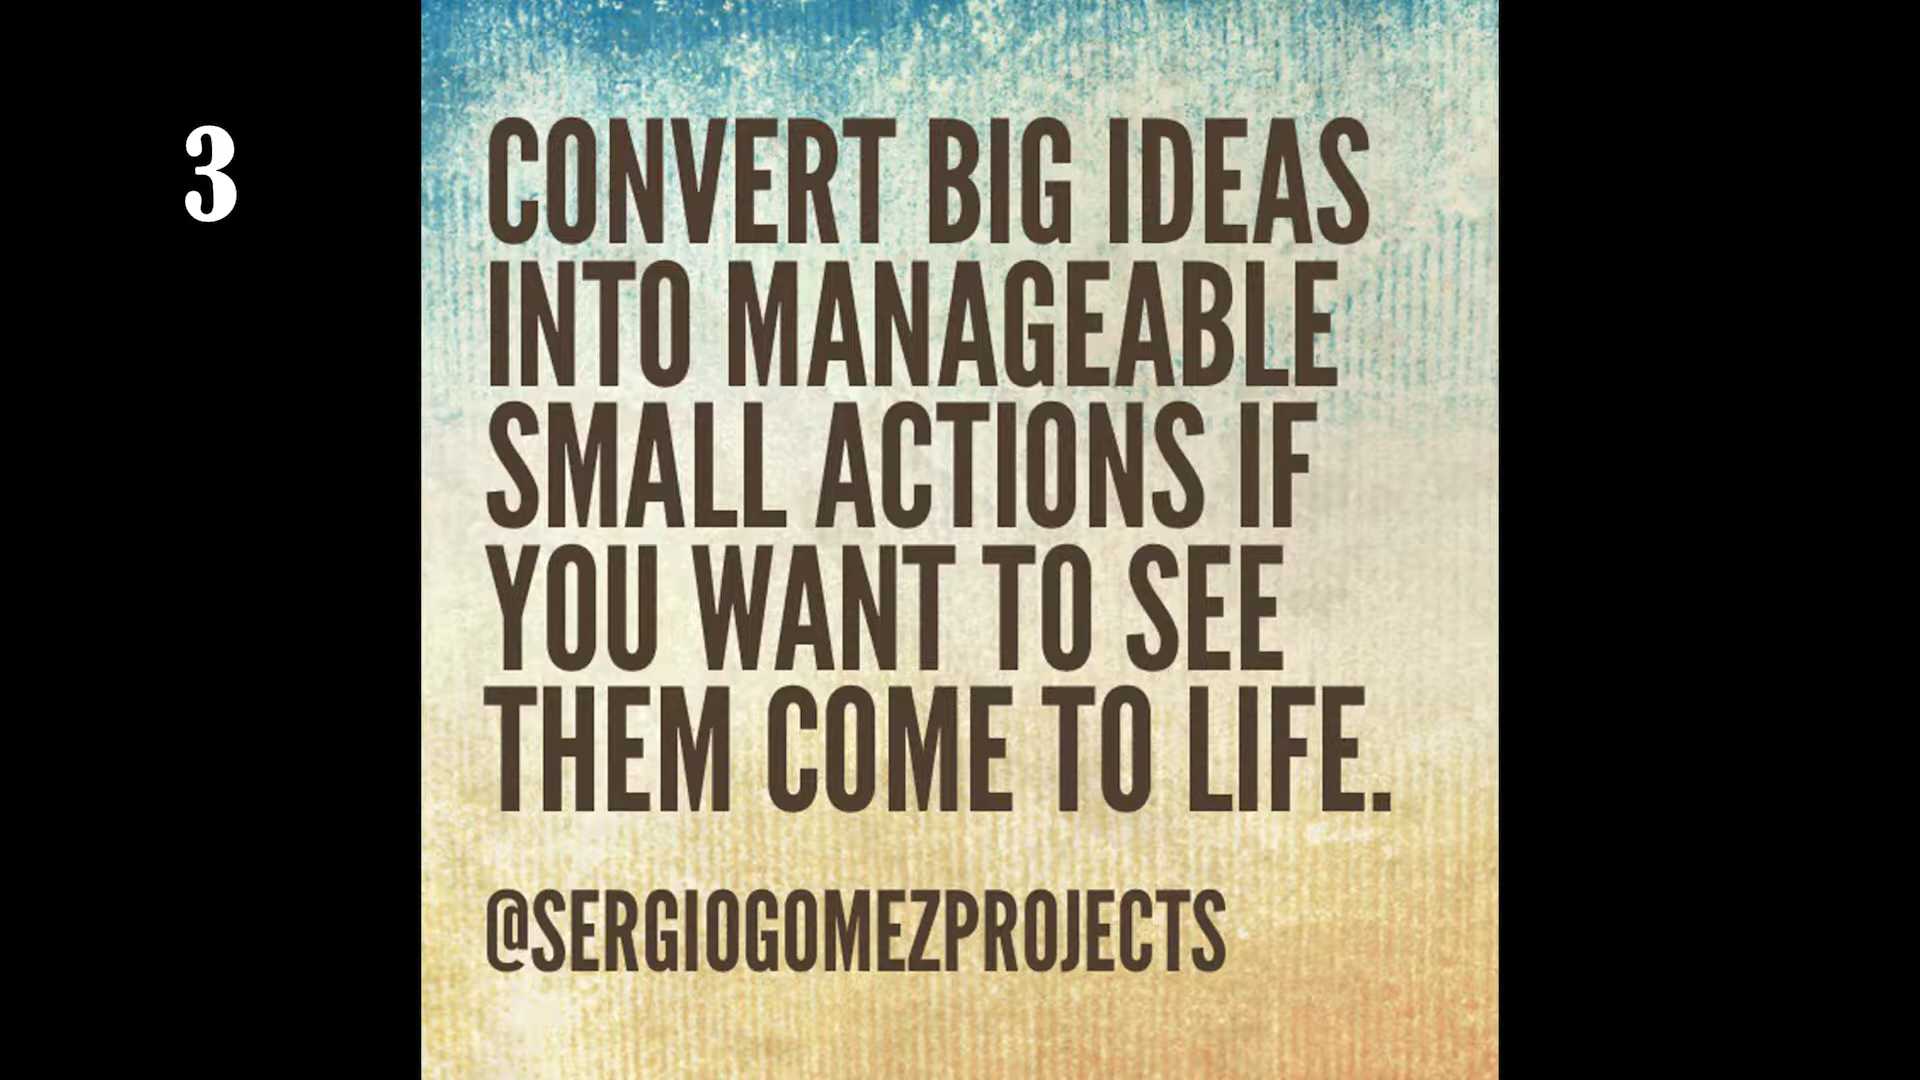 3
CONVERT BIG IDEAS
INTO MANAGEABLE
SMALL ACTIONS IF
YOU WANT TO SEE
THEM COME TO LIFE.
@SERGIOGOMEZPROJECTS